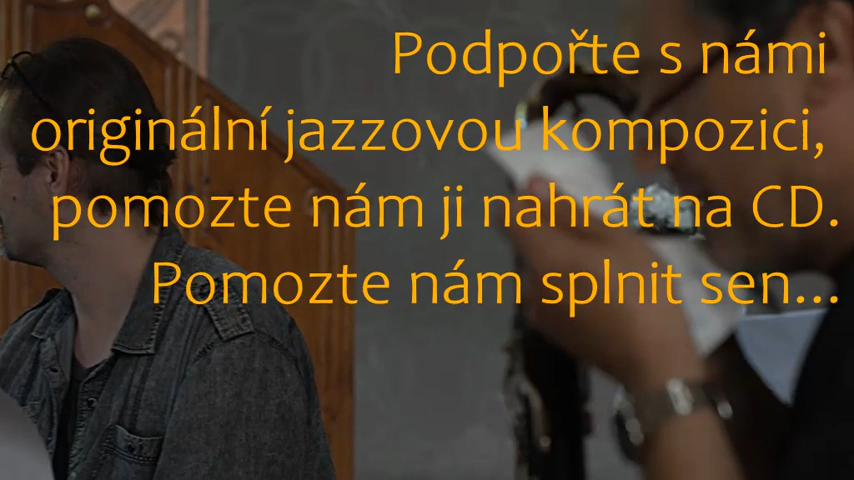 Podpořte s námi
originální jazzovou kompozici,
pomozte nám ji nahrát na CD.
Pomozte nám splnit sen...